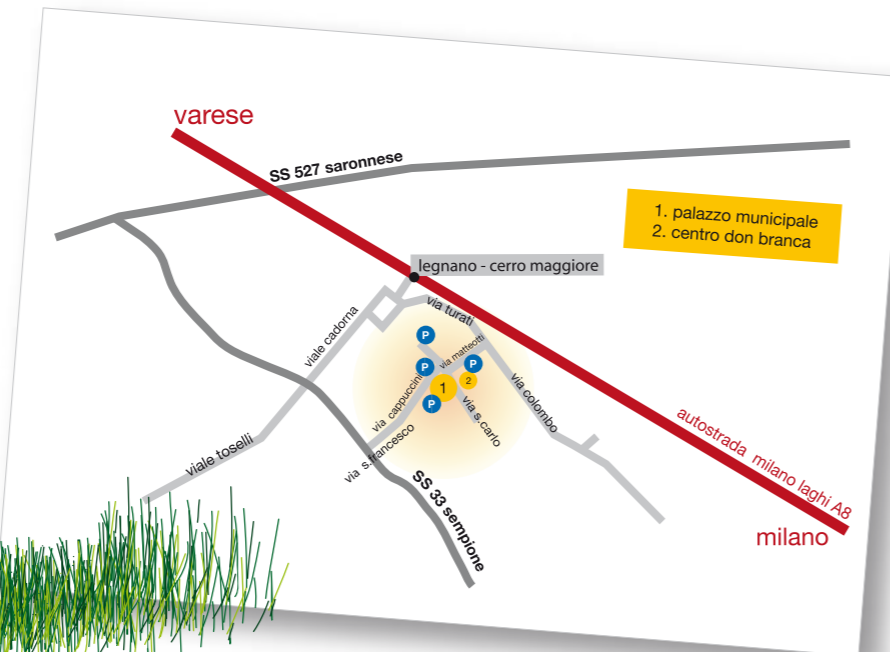 varese
SS 527 saronnese
1. palazzo municipale
2. centro don branca
legnano - cerro maggiore
via turati
viale cadorna
P
via matteotti
P
P
1
2
via cappuccini
P
via colombo
via s.carlo
via s.francesco
viale toselli
SS 33 sempione
autostrada milano laghi A8
milano